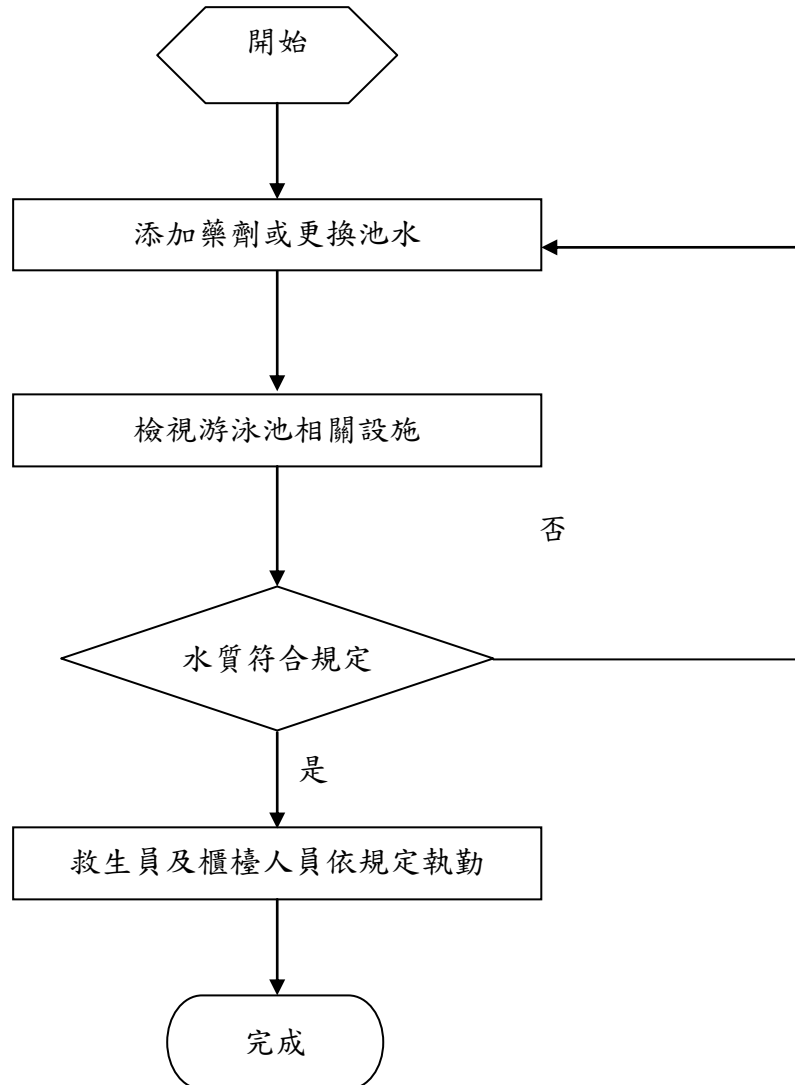 開始
添加藥劑或更換池水
檢視游泳池相關設施
否
水質符合規定
是
救生員及櫃檯人員依規定執勤
完成